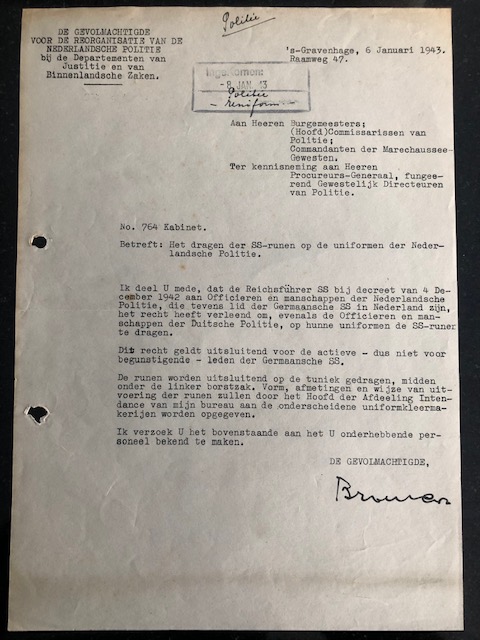 Politie
DE GEVOLMACHTIGDE
VOOR DE REORGANISATIE VAN DE
NEDERLANDSCHE POLITIE
bij de Departementen van
Justitie en van
Binnenlandsche Zaken.
's-Gravenhage, 6 Januari 1943.
Raamweg 47.
Ingekomen:
-8 JAN. 43
Politie
- uniform -
Aan Heeren Burgemeesters;
(Hoofd)Commissarissen van
Politie;
Commandanten der Marechaussee-
Gewesten.
Ter kennisneming aan Heeren
Procureurs-Generaal, fungee-
rend Gewestelijk Directeuren
van Politie.
No. 764 Kabinet.
Betreft: Het dragen der SS-runen op de uniformen der Neder-
landsche Politie.
Ik deel U mede, dat de Reichsführer SS bij decreet van 4 De-
cember 1942 aan Officieren en manschappen der Nederlandsche
Politie, die tevens lid der Germaansche SS in Nederland zijn,
het recht heeft verleend om, evenals de Officieren en man-
schappen der Duitsche Politie, op hunne uniformen de SS-runen
te dragen.
Dit recht geldt uitsluitend voor de actieve - dus niet voor
begunstigende - leden der Germaansche SS.
De runen worden uitsluitend op de tuniek gedragen, midden
onder de linker borstzak. Vorm, afmetingen en wijze van uit-
voering der runen zullen door het Hoofd der Afdeeling Inten-
dance van mijn bureau aan de onderscheidene uniformkleerma-
kerijen worden opgegeven.
Ik verzoek U het bovenstaande aan het U onderhebbende per-
soneel bekend te maken.
DE GEVOLMACHTIGDE,